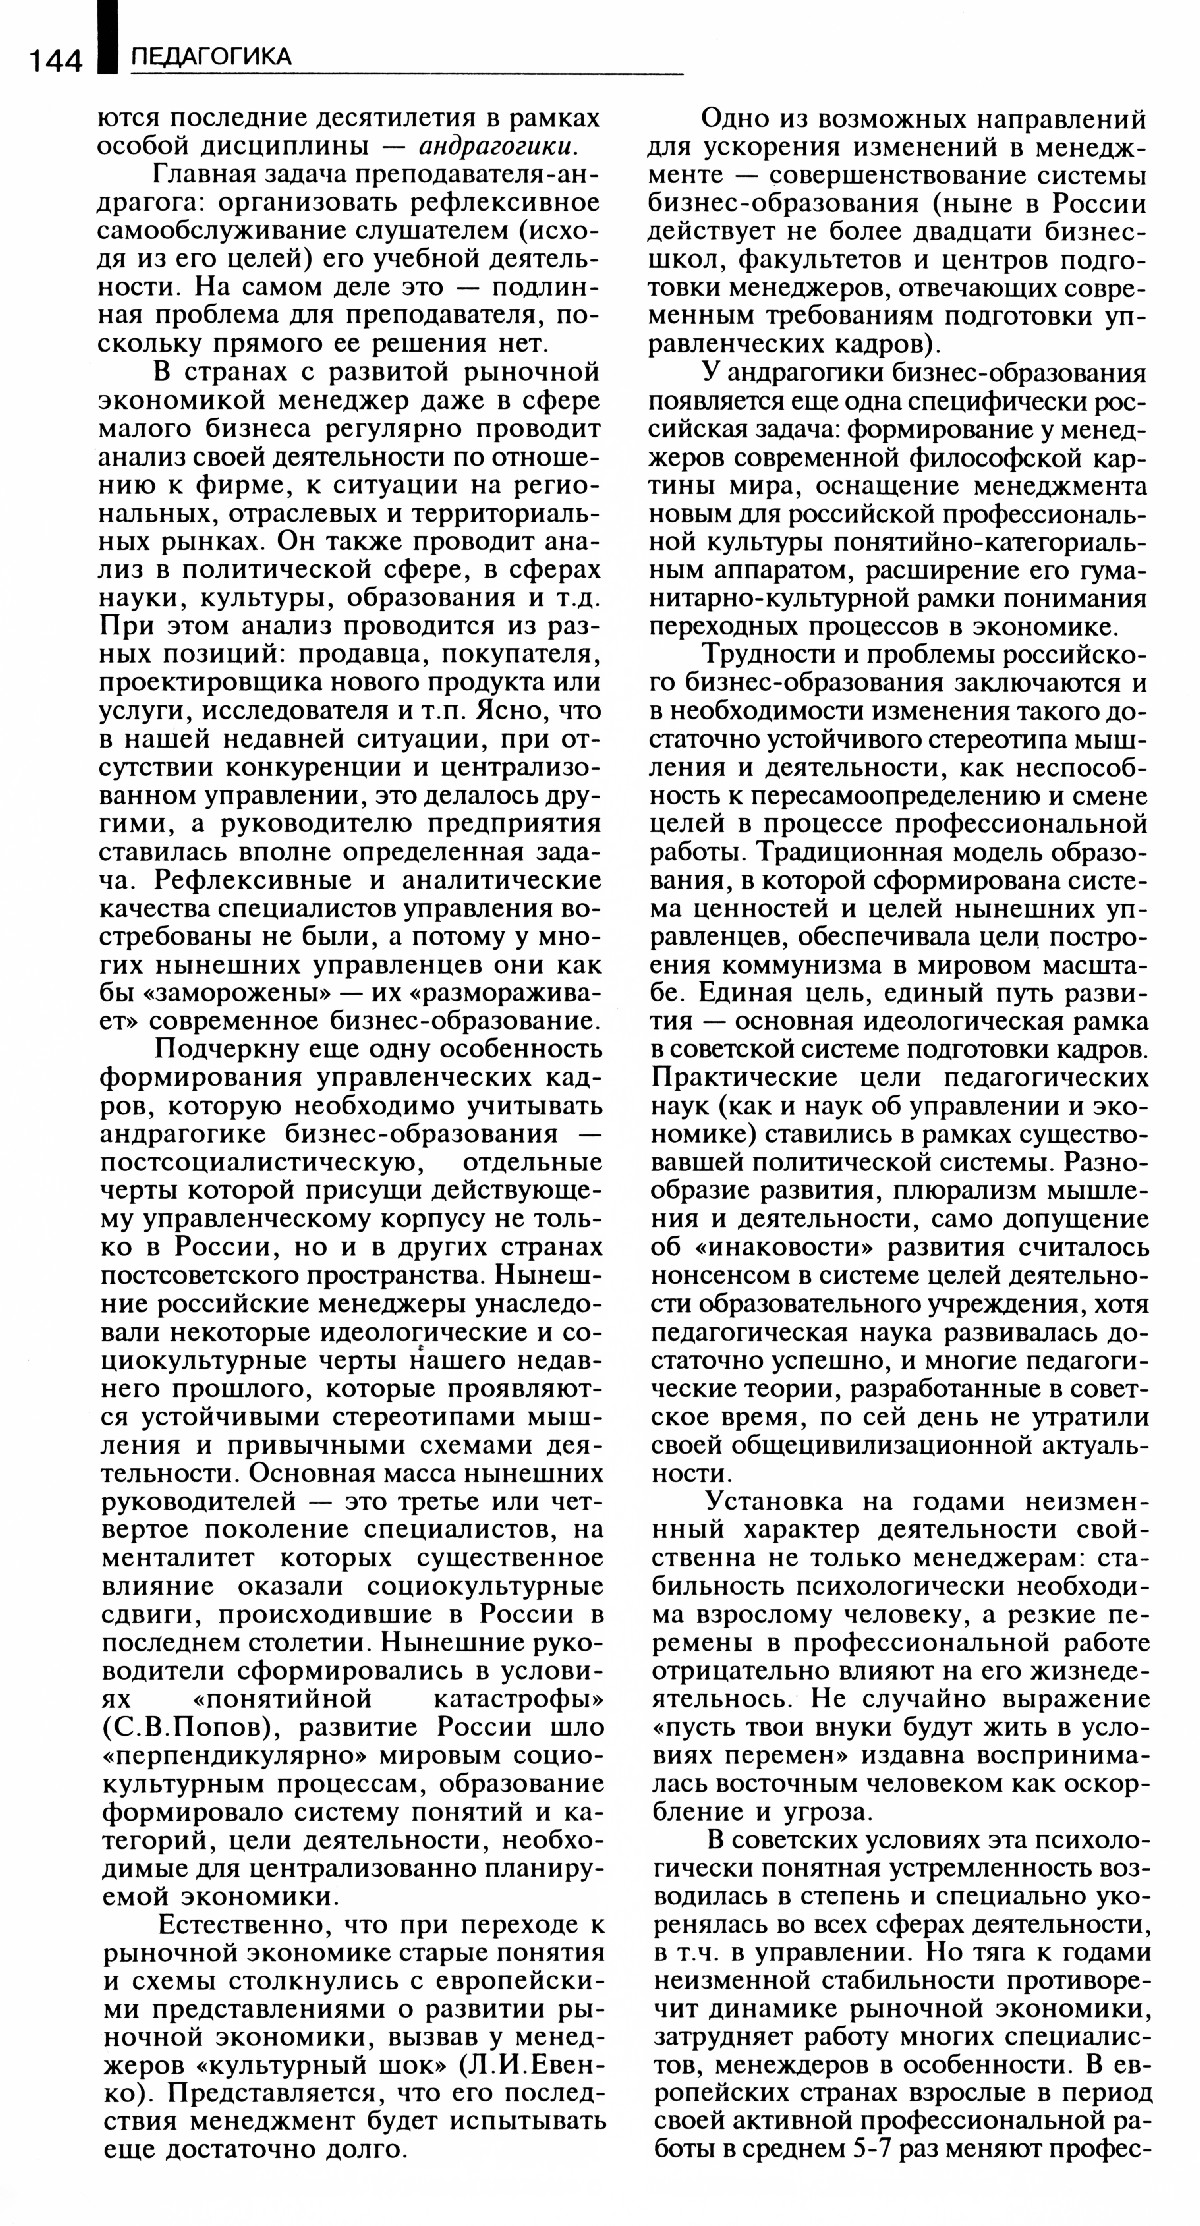 144
ПЕДАГОГИКА
ются последние десятилетия в рамках
особой дисциплины — андрагогики.
Главная задача преподавателя-ан-
драгога: организовать рефлексивное
самообслуживание слушателем (исхо-
дя из его целей) его учебной деятель-
ности. На самом деле это — подлин-
ная проблема для преподавателя, по-
скольку прямого ее решения нет.
В странах с развитой рыночной
экономикой менеджер даже в сфере
малого бизнеса регулярно проводит
анализ своей деятельности по отноше-
нию к фирме, к ситуации на регио-
нальных, отраслевых и территориаль-
ных рынках. Он также проводит ана-
лиз в политической сфере, в сферах
науки, культуры, образования и т.д.
При этом анализ проводится из раз-
ных позиций: продавца, покупателя,
проектировщика нового продукта или
услуги, исследователя и т.п. Ясно, что
в нашей недавней ситуации, при от-
сутствии конкуренции и централизо-
ванном управлении, это делалось дру-
гими, а руководителю предприятия
ставилась вполне определенная зада-
ча. Рефлексивные и аналитические
качества специалистов управления во-
стребованы не были, а потому у мно-
гих нынешних управленцев они как
бы «заморожены» — их «заморажива-
ет» современное бизнес-образование.
Подчеркну еще одну особенность
формирования управленческих кад-
ров, которую необходимо учитывать
андрагогике бизнес-образования —
постсоциалистическую, отдельные
черты которой присущи действующе-
му управленческому корпусу не толь-
ко в России, но и в других странах
постсоветского пространства. Нынеш-
ние российские менеджеры унаследо-
вали некоторые идеологические и со-
циокультурные черты нашего недав-
него прошлого, которые проявляют-
ся устойчивыми стереотипами мыш-
ления и привычными схемами дея-
тельности. Основная масса нынешних
руководителей — это третье или чет-
вертое поколение специалистов, на
менталитет которых существенное
влияние оказали социокультурные
сдвиги, происходившие в России в
последнем столетии. Нынешние руко-
водители сформировались в услови-
ях «понятийной катастрофы»
(С.В.Попов), развитие России шло
«перпендикулярно» мировым социо-
культурным процессам, образование
формировало систему понятий и ка-
тегорий, цели деятельности, необхо-
димые для централизованно планиру-
емой экономики.
Естественно, что при переходе к
рыночной экономике старые понятия
и схемы столкнулись с европейски-
ми представлениями о развитии ры-
ночной экономики, вызвав у менед-
жеров «культурный шок» (Л.И.Евен-
ко). Представляется, что его послед-
ствия менеджмент будет испытывать
еще достаточно долго.
Одно из возможных направлений
для ускорения изменений в менедж-
менте — совершенствование системы
бизнес-образования (ныне в России
действует не более двадцати бизнес-
школ, факультетов и центров подго-
товки менеджеров, отвечающих совре-
менным требованиям подготовки уп-
равленческих кадров).
У андрагогики бизнес-образования
появляется еще одна специфически рос-
сийская задача: формирование у менед-
жеров современной философской кар-
тины мира, оснащение менеджмента
новым для российской профессиональ-
ной культуры понятийно-категориаль-
ным аппаратом, расширение его гума-
нитарно-культурной рамки понимания
переходных процессов в экономике.
Трудности и проблемы российско-
го бизнес-образования заключаются и
в необходимости изменения такого до-
статочно устойчивого стереотипа мыш-
ления и деятельности, как неспособ-
ность к пересамоопределению и смене
целей в процессе профессиональной
работы. Традиционная модель образо-
вания, в которой сформирована систе-
ма ценностей и целей нынешних уп-
равленцев, обеспечивала цели постро-
ения коммунизма в мировом масшта-
бе. Единая цель, единый путь разви-
тия — основная идеологическая рамка
в советской системе подготовки кадров.
Практические цели педагогических
наук (как и наук об управлении и эко-
номике) ставились в рамках существо-
вавшей политической системы. Разно-
образие развития, плюрализм мышле-
ния и деятельности, само допущение
об «инаковости» развития считалось
нонсенсом в системе целей деятельно-
сти образовательного учреждения, хотя
педагогическая наука развивалась до-
статочно успешно, и многие педагоги-
ческие теории, разработанные в совет-
ское время, по сей день не утратили
своей общецивилизационной актуаль-
ности.
Установка на годами неизмен-
нный характер деятельности свой-
ственна не только менеджерам: ста-
бильность психологически необходи-
ма взрослому человеку, а резкие пе-
ремены в профессиональной работе
отрицательно влияют на его жизнеде-
ятельнось. Не случайно выражение
«пусть твои внуки будут жить в усло-
виях перемен» издавна воспринима-
лась восточным человеком как оскор-
бление и угроза.
В советских условиях эта психоло-
гически понятная устремленность воз-
водилась в степень и специально уко-
ренялась во всех сферах деятельности,
в т.ч. в управлении. Но тяга к годами
неизменной стабильности противоре-
чит динамике рыночной экономики,
затрудняет работу многих специалис-
тов, менеждеров в особенности. В ев-
ропейских странах взрослые в период
своей активной профессиональной ра-
боты в среднем 5-7 раз меняют профес-